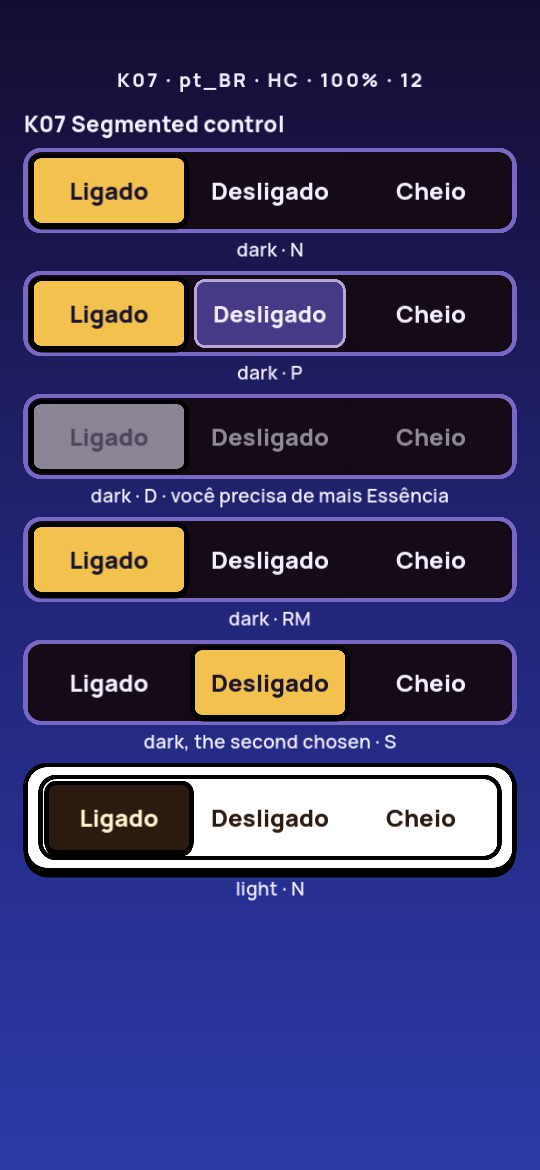 K07 · pt_BR · HC · 100% · 12
K07 Segmented control
Ligado Desligado Cheio
dark · N
Ligado Desligado Cheio
dark · P
Ligado Desligado Cheio
dark · D · você precisa de mais Essência
Ligado Desligado Cheio
dark · RM
Ligado Desligado Cheio
dark, the second chosen · S
Ligado Desligado Cheio
light · N